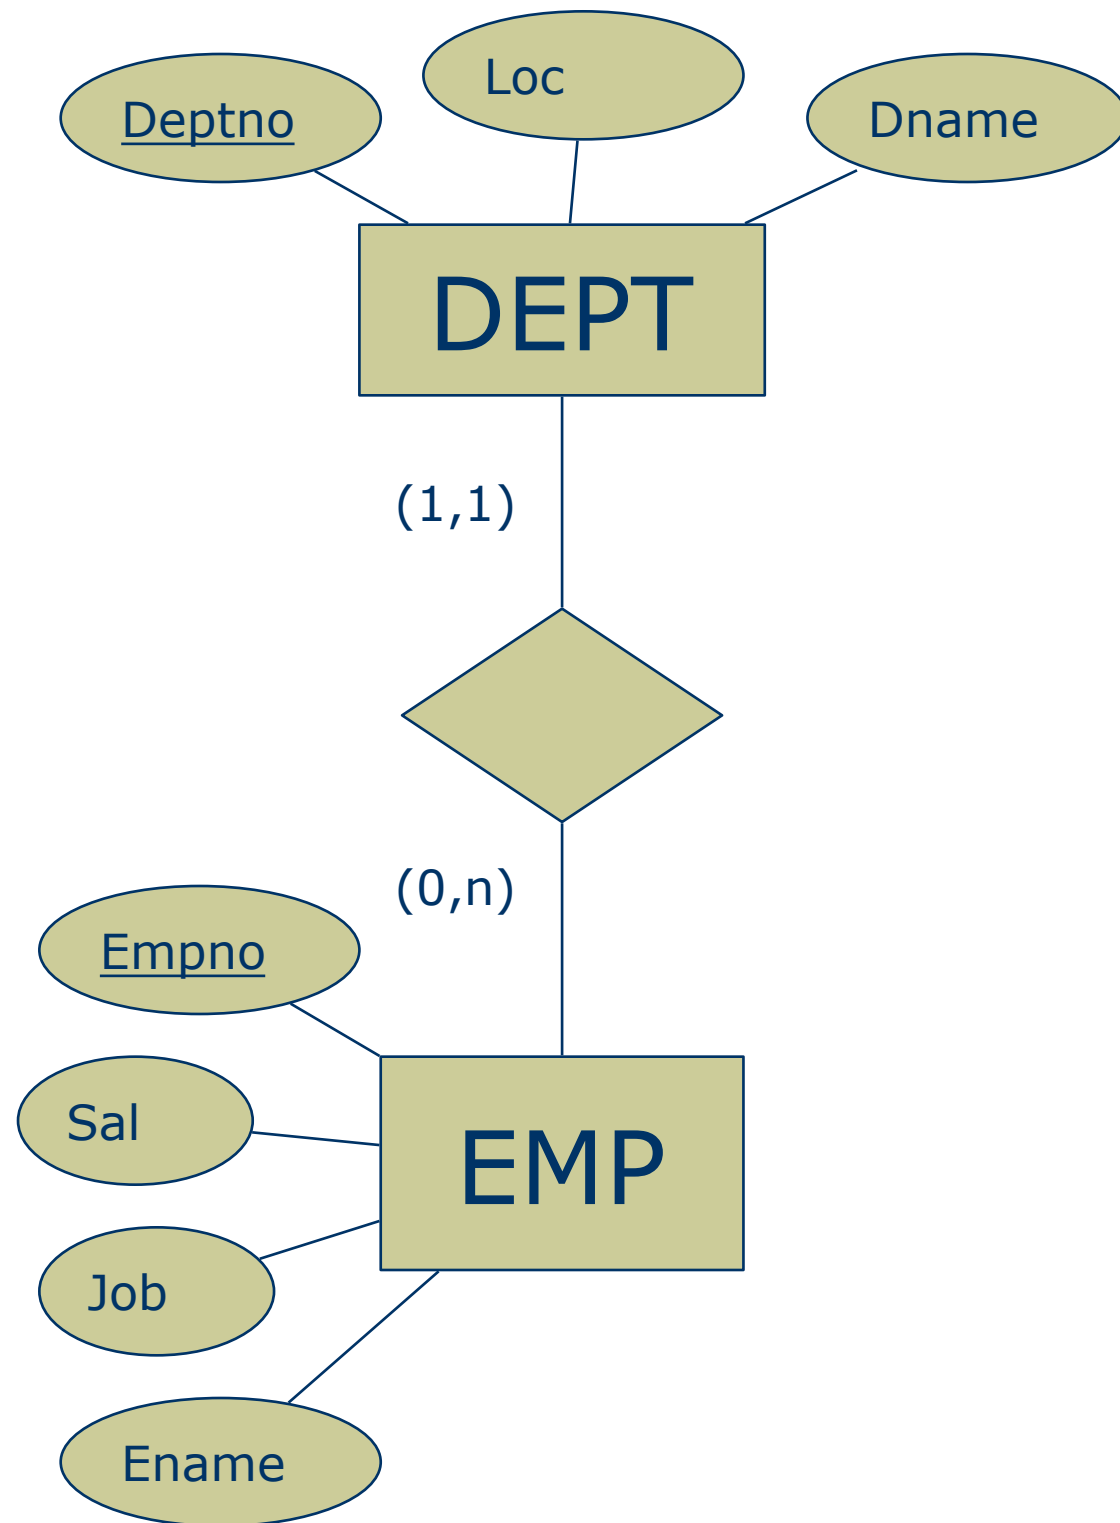 Loc
Deptno
Dname
DEPT
(1,1)
(0,n)
Empno
Sal
EMP
Job
Ename